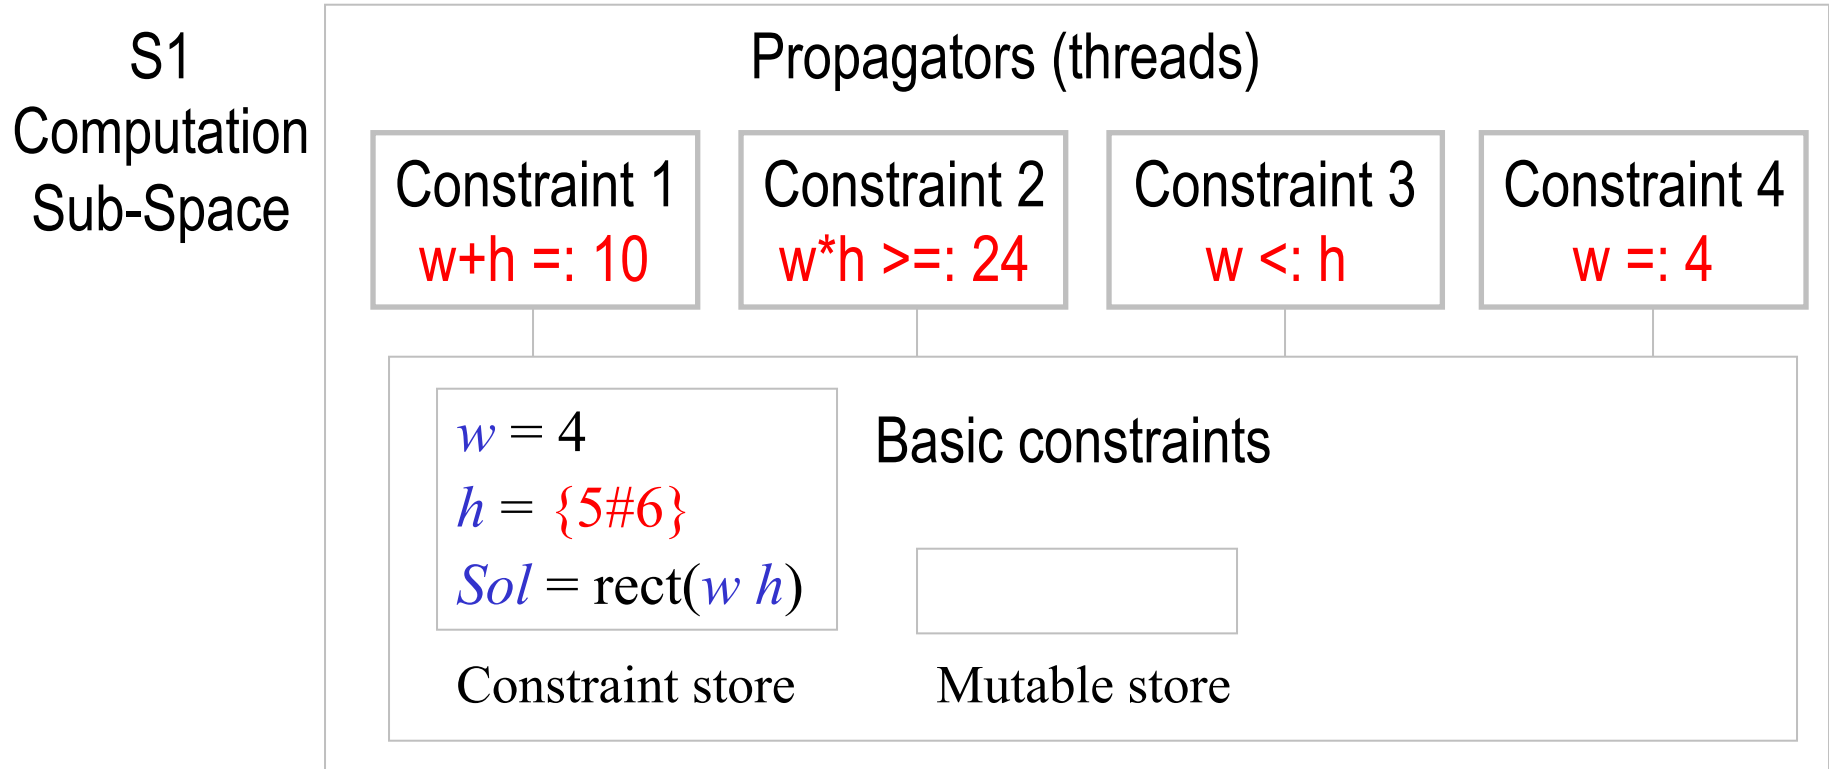 S1
Computation
Sub-Space
Propagators (threads)
Constraint 1
w+h =: 10
Constraint 2
w*h >=: 24
Constraint 3
w <: h
Constraint 4
w =: 4
w = 4
h = {5#6}
Sol = rect(w h)
Basic constraints
Constraint store
Mutable store